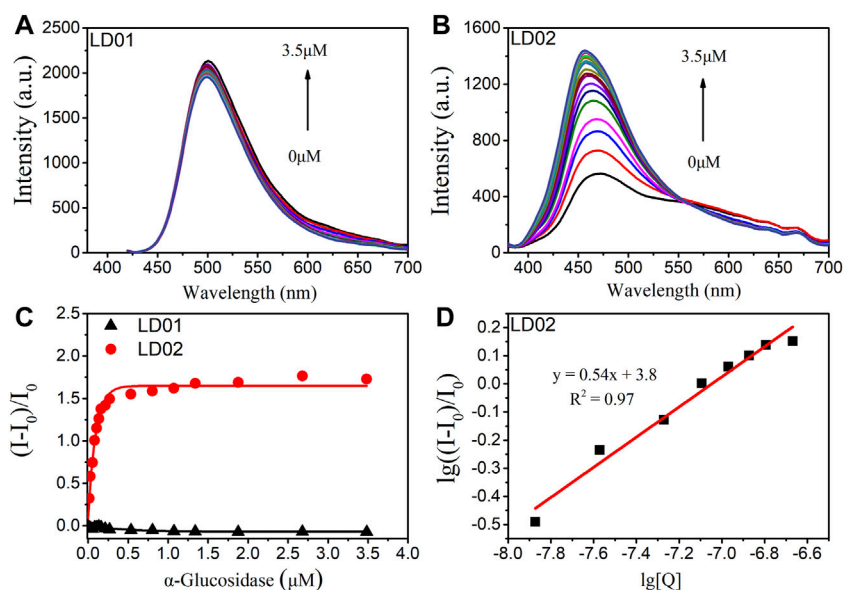 A
LD01
3.5μM
0μM
Intensity (a.u.)
2250
2000
1750
1500
1250
1000
750
500
250
0
400 450 500 550 600 650 700
Wavelength (nm)
B
LD02
3.5μM
0μM
Intensity (a.u.)
1600
1200
800
400
0
400 450 500 550 600 650 700
Wavelength (nm)
C
LD01
LD02
(I-I₀)/I₀
2.5
2.0
1.5
1.0
0.5
0.0
0.0 0.5 1.0 1.5 2.0 2.5 3.0 3.5 4.0
α-Glucosidase (μM)
D
LD02
y = 0.54x + 3.8
R² = 0.97
lg((I-I₀)/I₀)
0.2
0.1
0.0
-0.1
-0.2
-0.3
-0.4
-0.5
-8.0 -7.8 -7.6 -7.4 -7.2 -7.0 -6.8 -6.6
lg[Q]